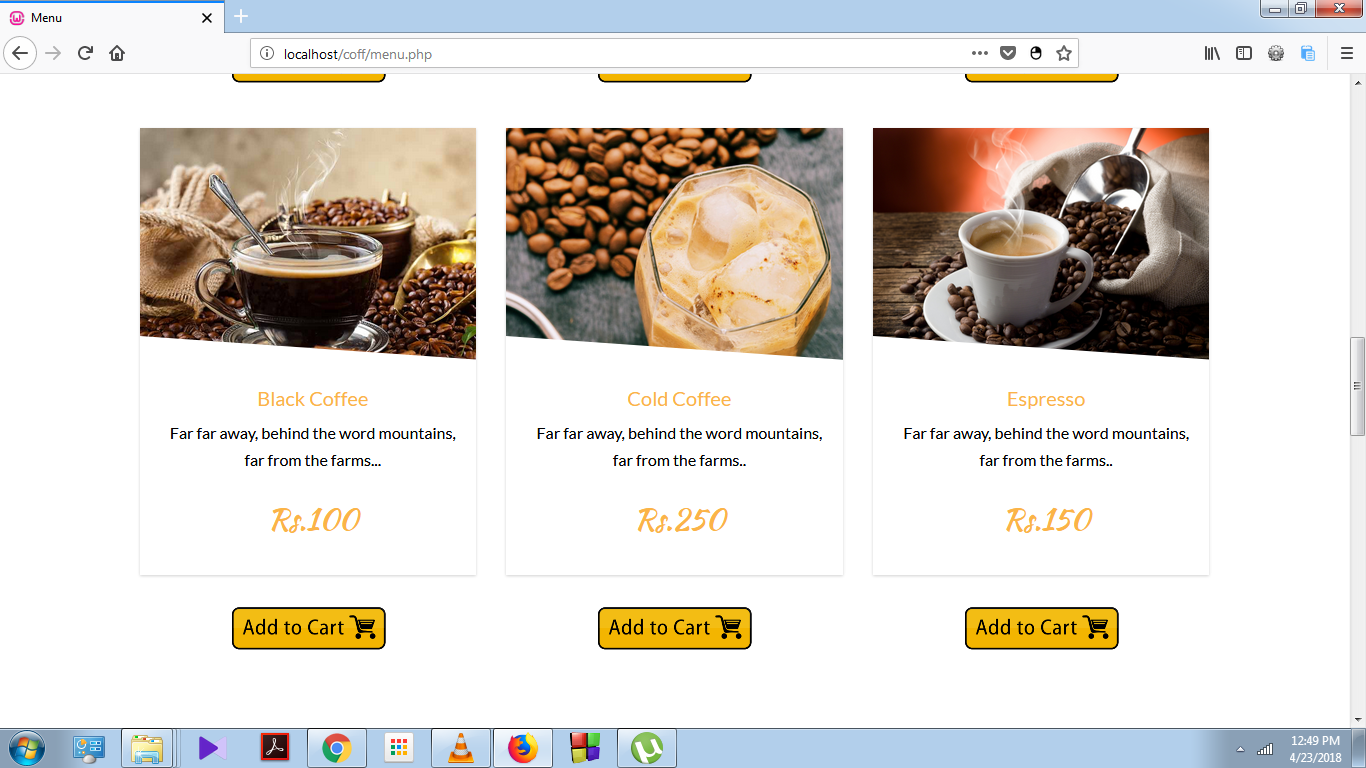 Menu
localhost/coff/menu.php
Black Coffee
Far far away, behind the word mountains,
far from the farms...
Rs.100
Add to Cart
Cold Coffee
Far far away, behind the word mountains,
far from the farms..
Rs.250
Add to Cart
Espresso
Far far away, behind the word mountains,
far from the farms..
Rs.150
Add to Cart
12:49 PM
4/23/2018